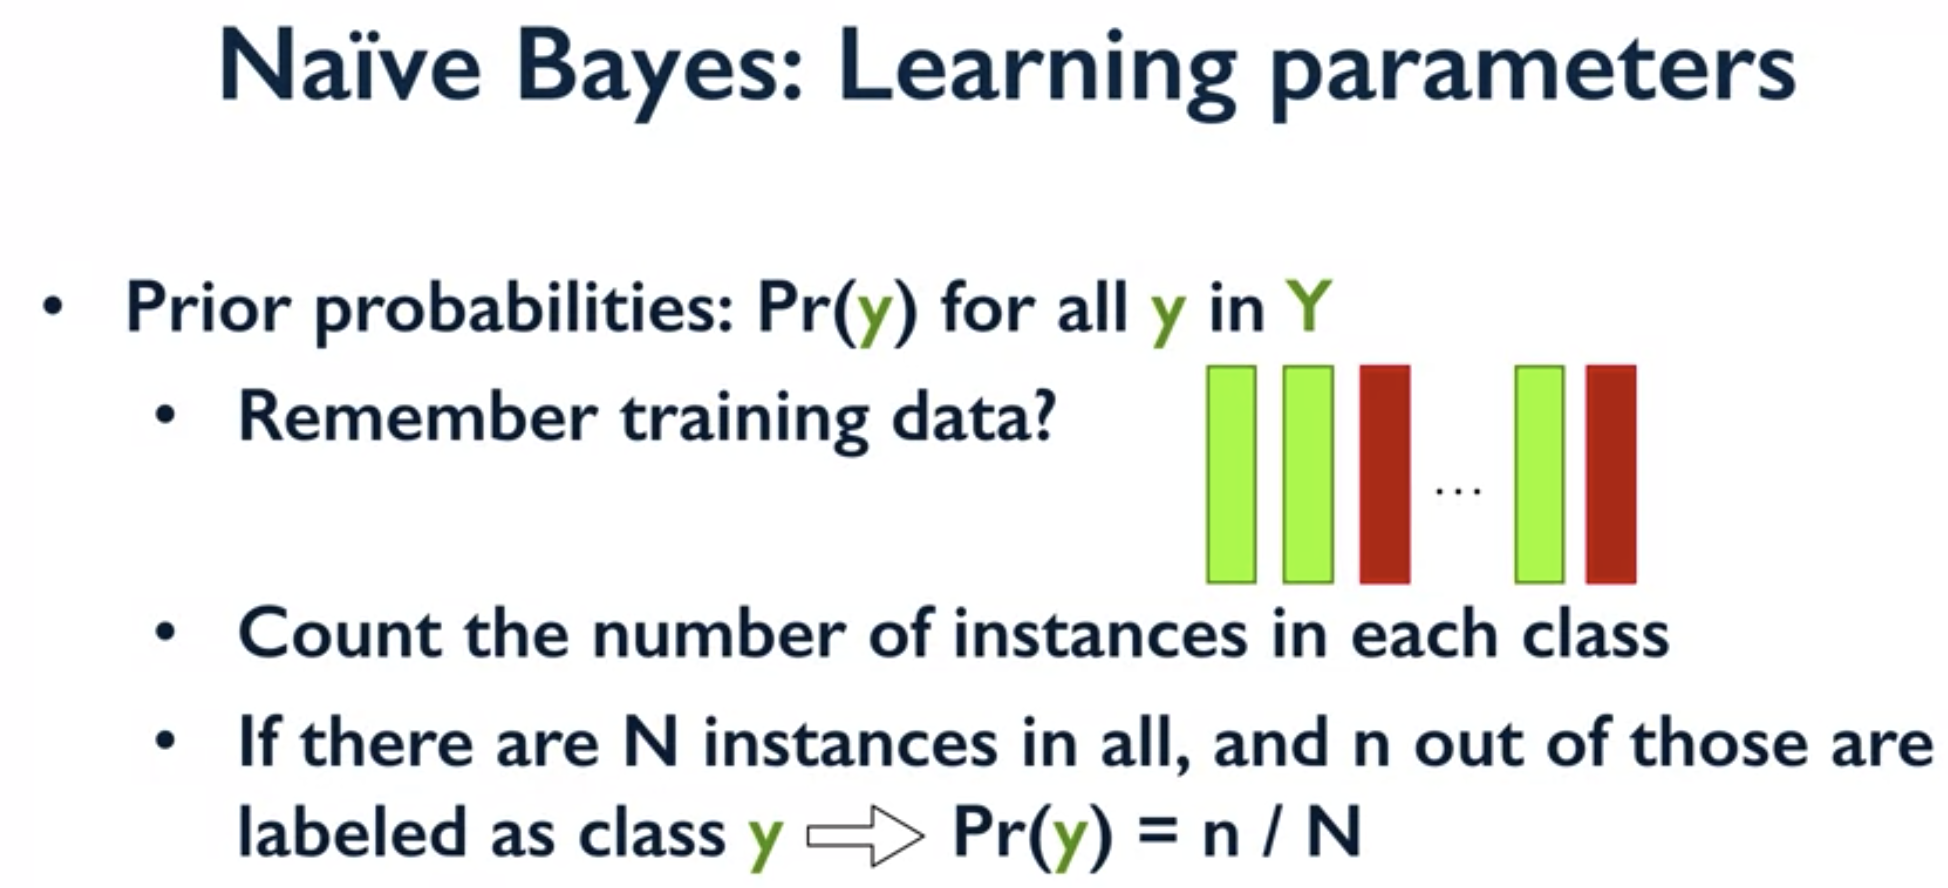 Naïve Bayes: Learning parameters
• Prior probabilities: Pr(y) for all y in Y
• Remember training data?
...
• Count the number of instances in each class
• If there are N instances in all, and n out of those are
labeled as class y ⇨ Pr(y) = n / N